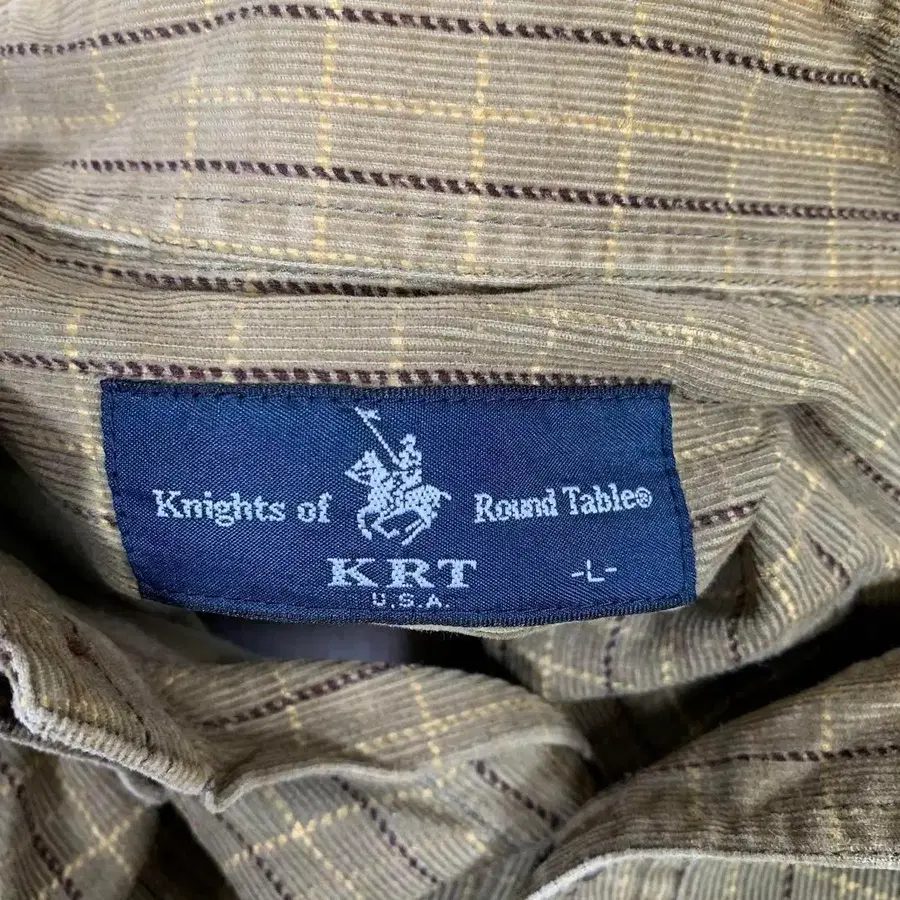 Knights of Round Table®
KRT -L-
U.S.A.